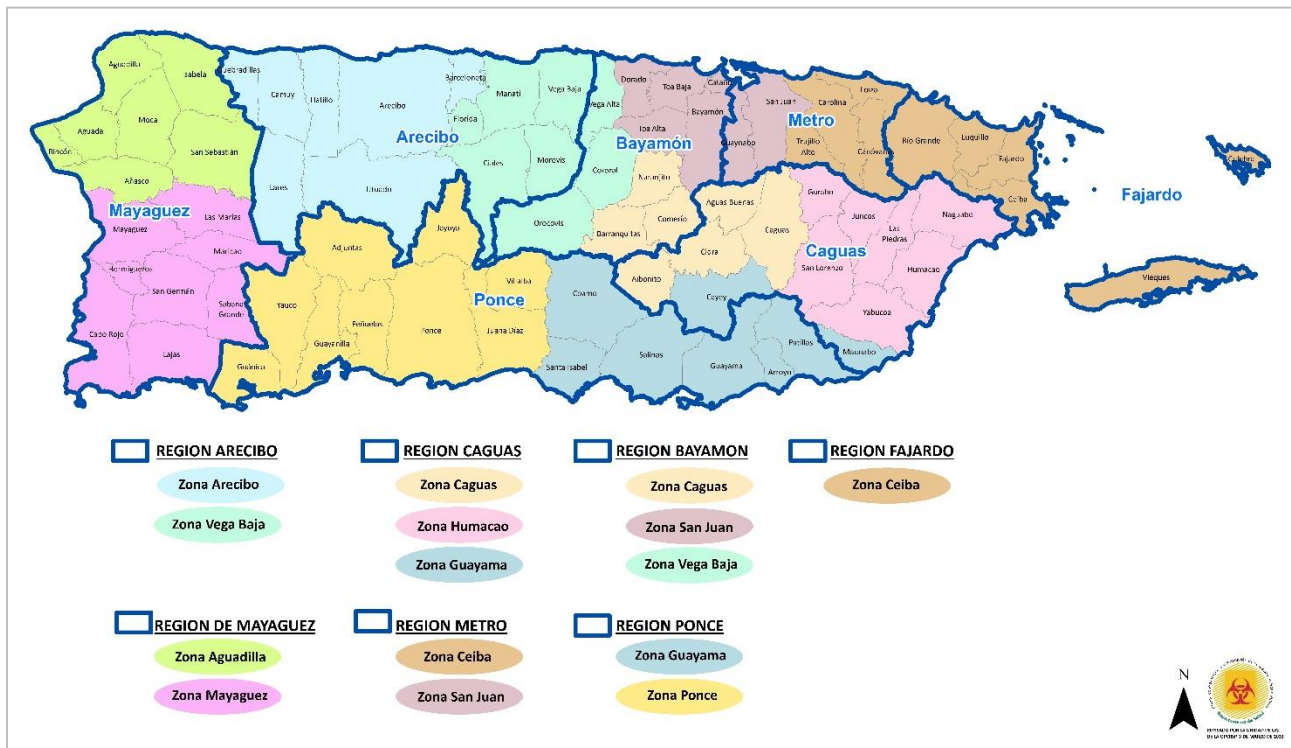 Aguadilla
Isabela
Quebradillas
Camuy
Hatillo
Arecibo
Barceloneta
Manatí
Vega Baja
Vega Alta
Dorado
Toa Baja
Cataño
San Juan
Carolina
Loiza
Aguada
Moca
Rincón
San Sebastián
Añasco
Florida
Arecibo
Toa Alta
Bayamón
Bayamón
Guaynabo
Metro
Trujillo
Alto
Canóvanas
Río Grande
Luquillo
Fajardo
Culebra
Lares
Utuado
Ciales
Morovis
Corozal
Naranjito
Ceiba
Fajardo
Mayaguez
Mayaguez
Las Marías
Maricao
Jayuya
Orocovis
Barranquitas
Comerío
Aguas Buenas
Caguas
Gurabo
Juncos
Las
Piedras
Naguabo
Caguas
Hormigueros
San Germán
Sabana
Grande
Adjuntas
Villalba
Ponce
Coamo
Aibonito
Cidra
Cayey
San Lorenzo
Humacao
Vieques
Cabo Rojo
Lajas
Yauco
Guánica
Guayanilla
Peñuelas
Ponce
Juana Díaz
Santa Isabel
Salinas
Guayama
Arroyo
Patillas
Yabucoa
Maunabo
REGION ARECIBO
Zona Arecibo
Zona Vega Baja
REGION CAGUAS
Zona Caguas
Zona Humacao
Zona Guayama
REGION BAYAMON
Zona Caguas
Zona San Juan
Zona Vega Baja
REGION FAJARDO
Zona Ceiba
REGION DE MAYAGUEZ
Zona Aguadilla
Zona Mayaguez
REGION METRO
Zona Ceiba
Zona San Juan
REGION PONCE
Zona Guayama
Zona Ponce
N